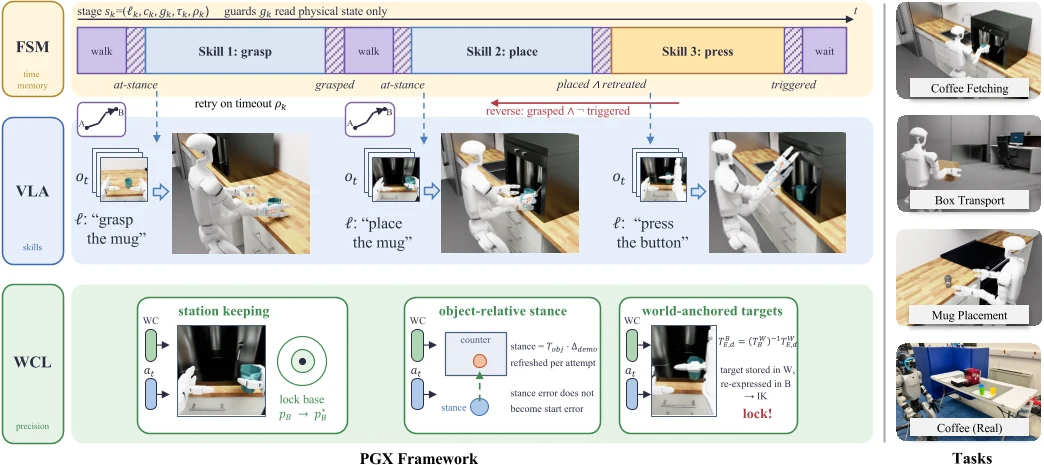 stage s_k=(ℓ_k, c_k, g_k, τ_k, ρ_k) guards g_k read physical state only
t
FSM
time
memory
walk
Skill 1: grasp
walk
Skill 2: place
Skill 3: press
wait
at-stance
grasped
at-stance
placed ∧ retreated
triggered
retry on timeout ρ_k
reverse: grasped ∧ ¬ triggered
A
B
A
B
VLA
skills
o_t
ℓ: “grasp
the mug”
o_t
ℓ: “place
the mug”
o_t
ℓ: “press
the button”
WCL
precision
station keeping
WC
a_t
lock base
p_B → p_B^*
object-relative stance
WC
a_t
counter
stance
stance = T_obj · Δ_demo
refreshed per attempt
stance error does not
become start error
world-anchored targets
WC
a_t
T_{E,d}^B = (T_B^W)^{-1} T_{E,d}^W
target stored in W,
re-expressed in B
→ IK
lock!
Coffee Fetching
Box Transport
Mug Placement
Coffee (Real)
PGX Framework
Tasks